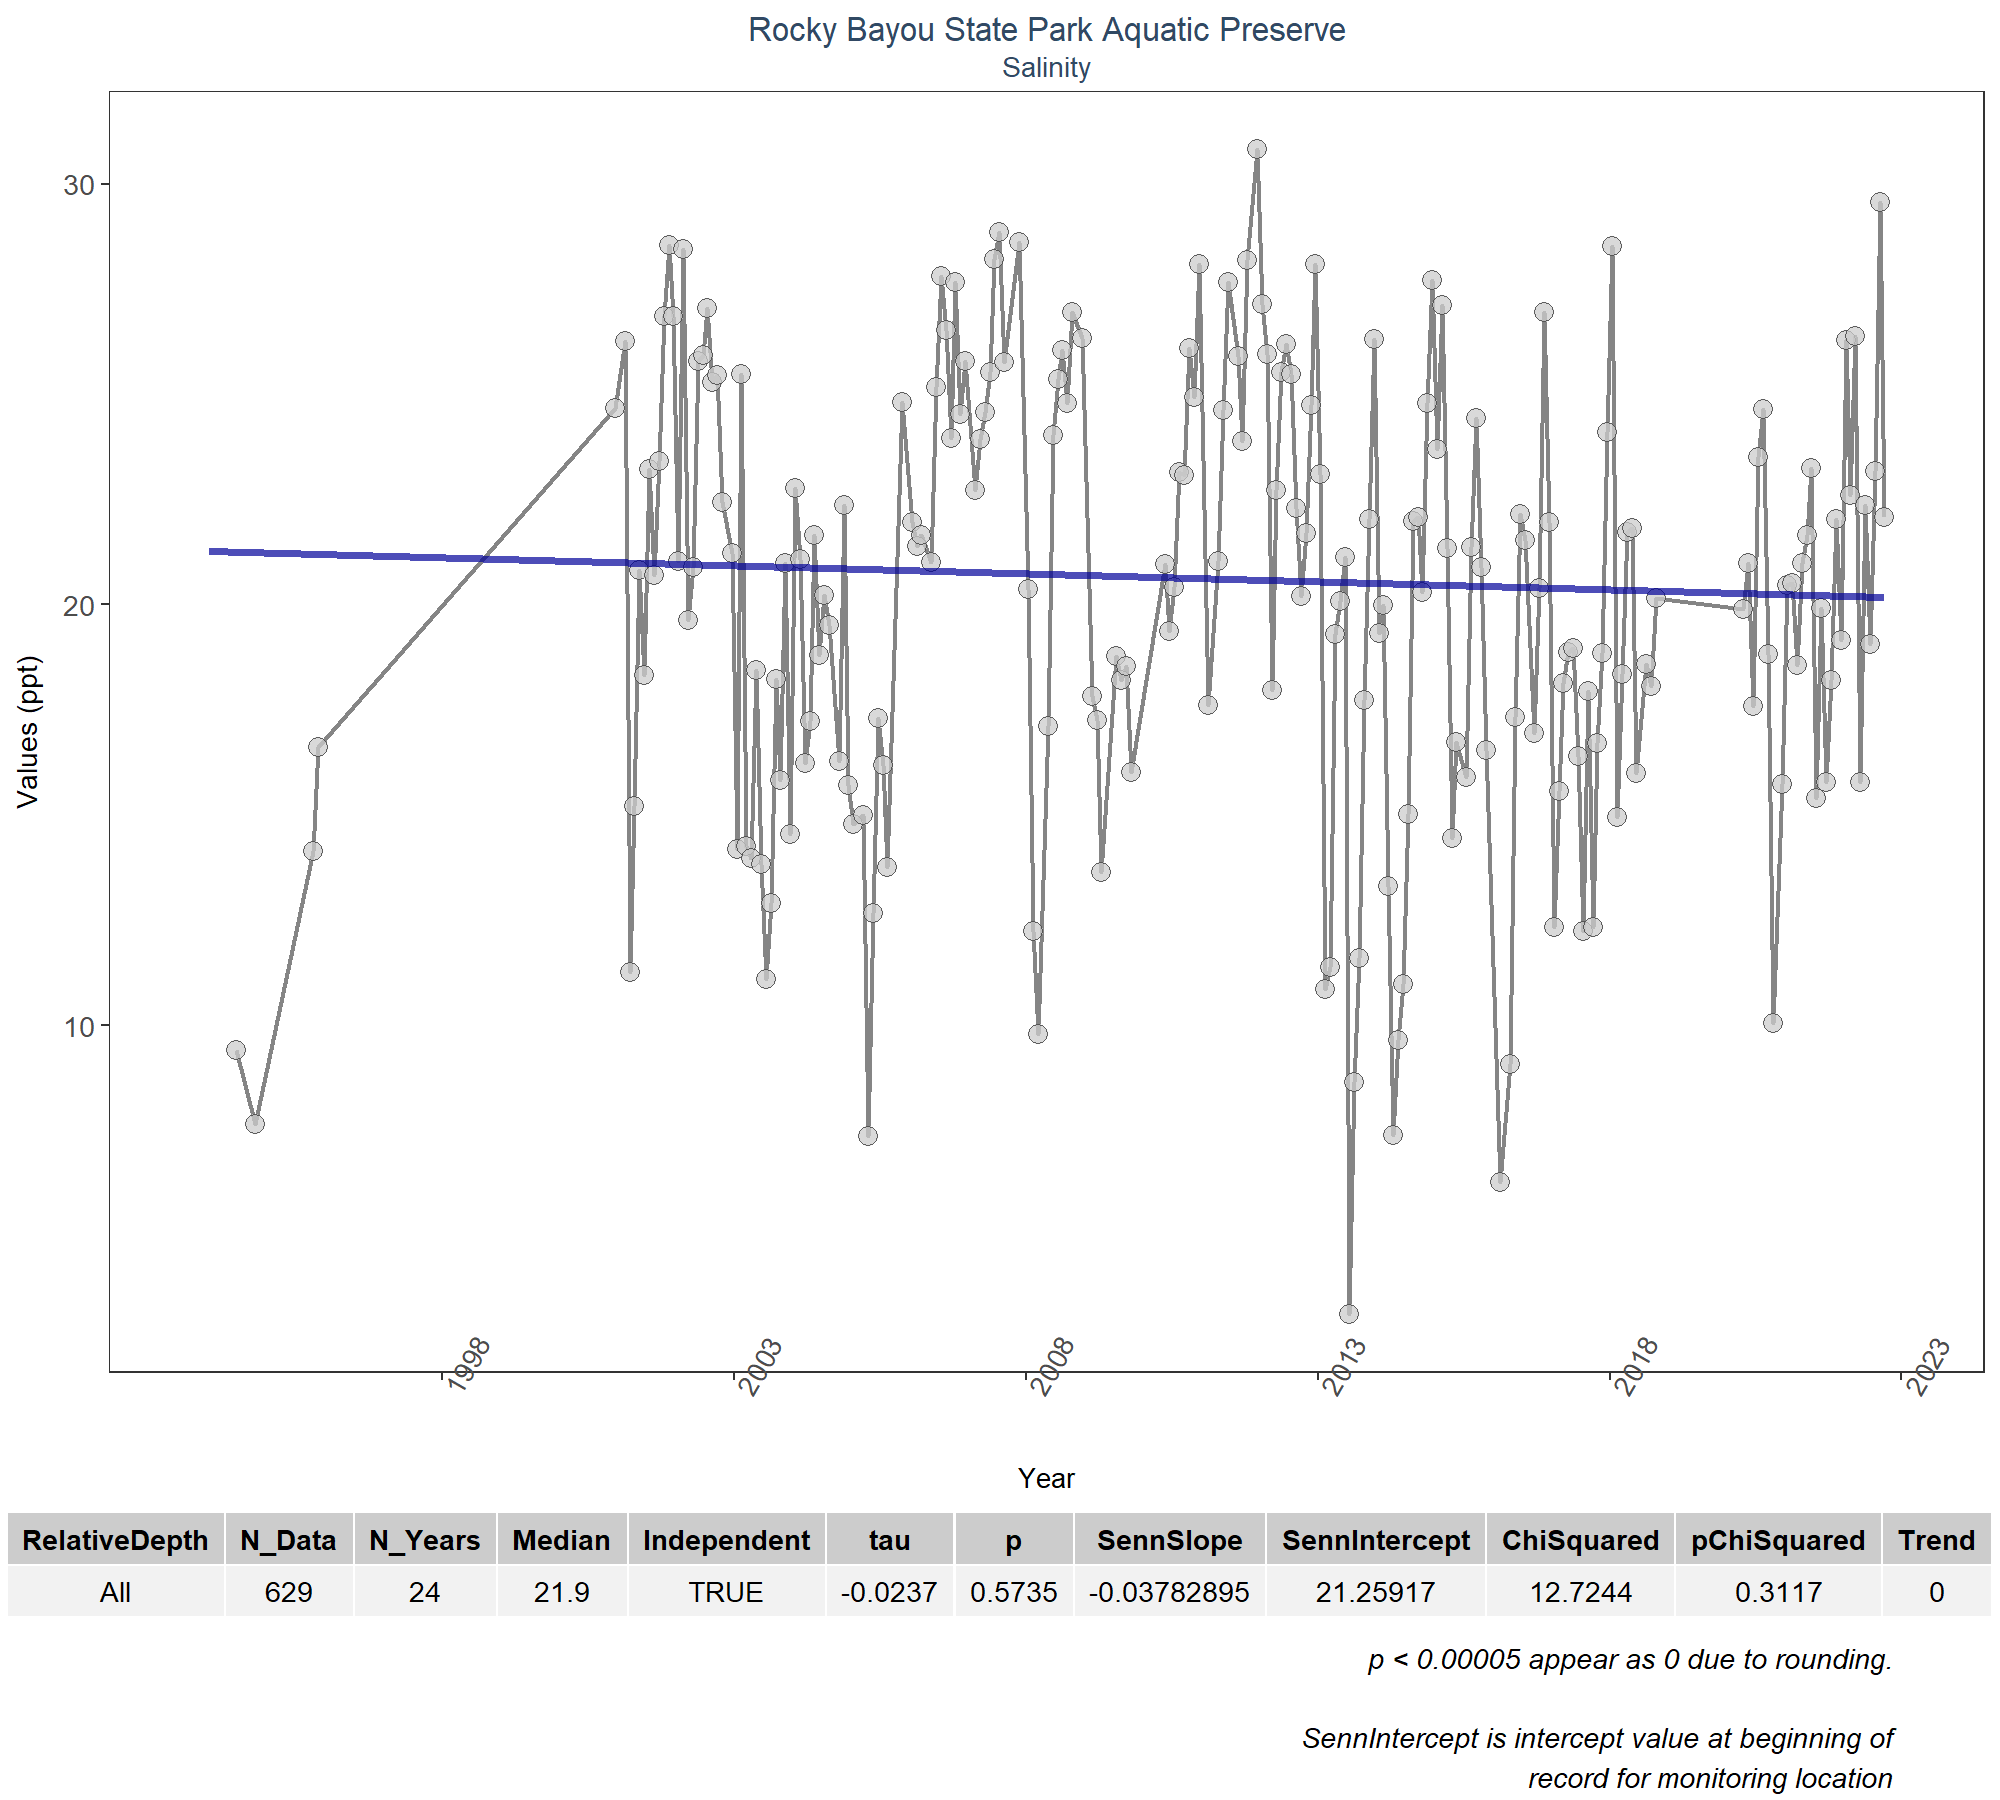 Rocky Bayou State Park Aquatic Preserve
Salinity
30
20
10
Values (ppt)
1998
2003
2008
2013
2018
2023
Year
RelativeDepth N_Data N_Years Median Independent tau p SennSlope SennIntercept ChiSquared pChiSquared Trend
All 629 24 21.9 TRUE -0.0237 0.5735 -0.03782895 21.25917 12.7244 0.3117 0
p < 0.00005 appear as 0 due to rounding.
SennIntercept is intercept value at beginning of
record for monitoring location